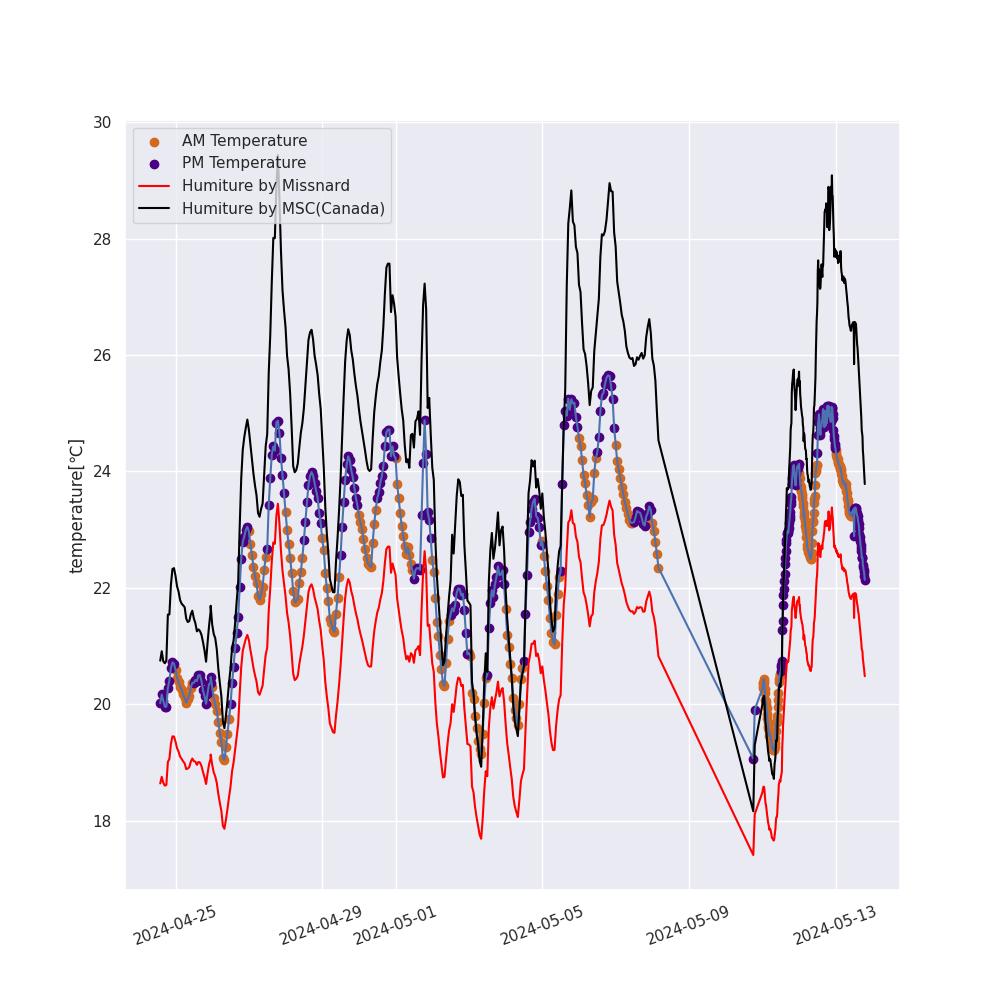 30
28
26
24
22
20
18
temperature[℃]
AM Temperature
PM Temperature
Humiture by Missnard
Humiture by MSC(Canada)
2024-04-25
2024-04-29
2024-05-01
2024-05-05
2024-05-09
2024-05-13